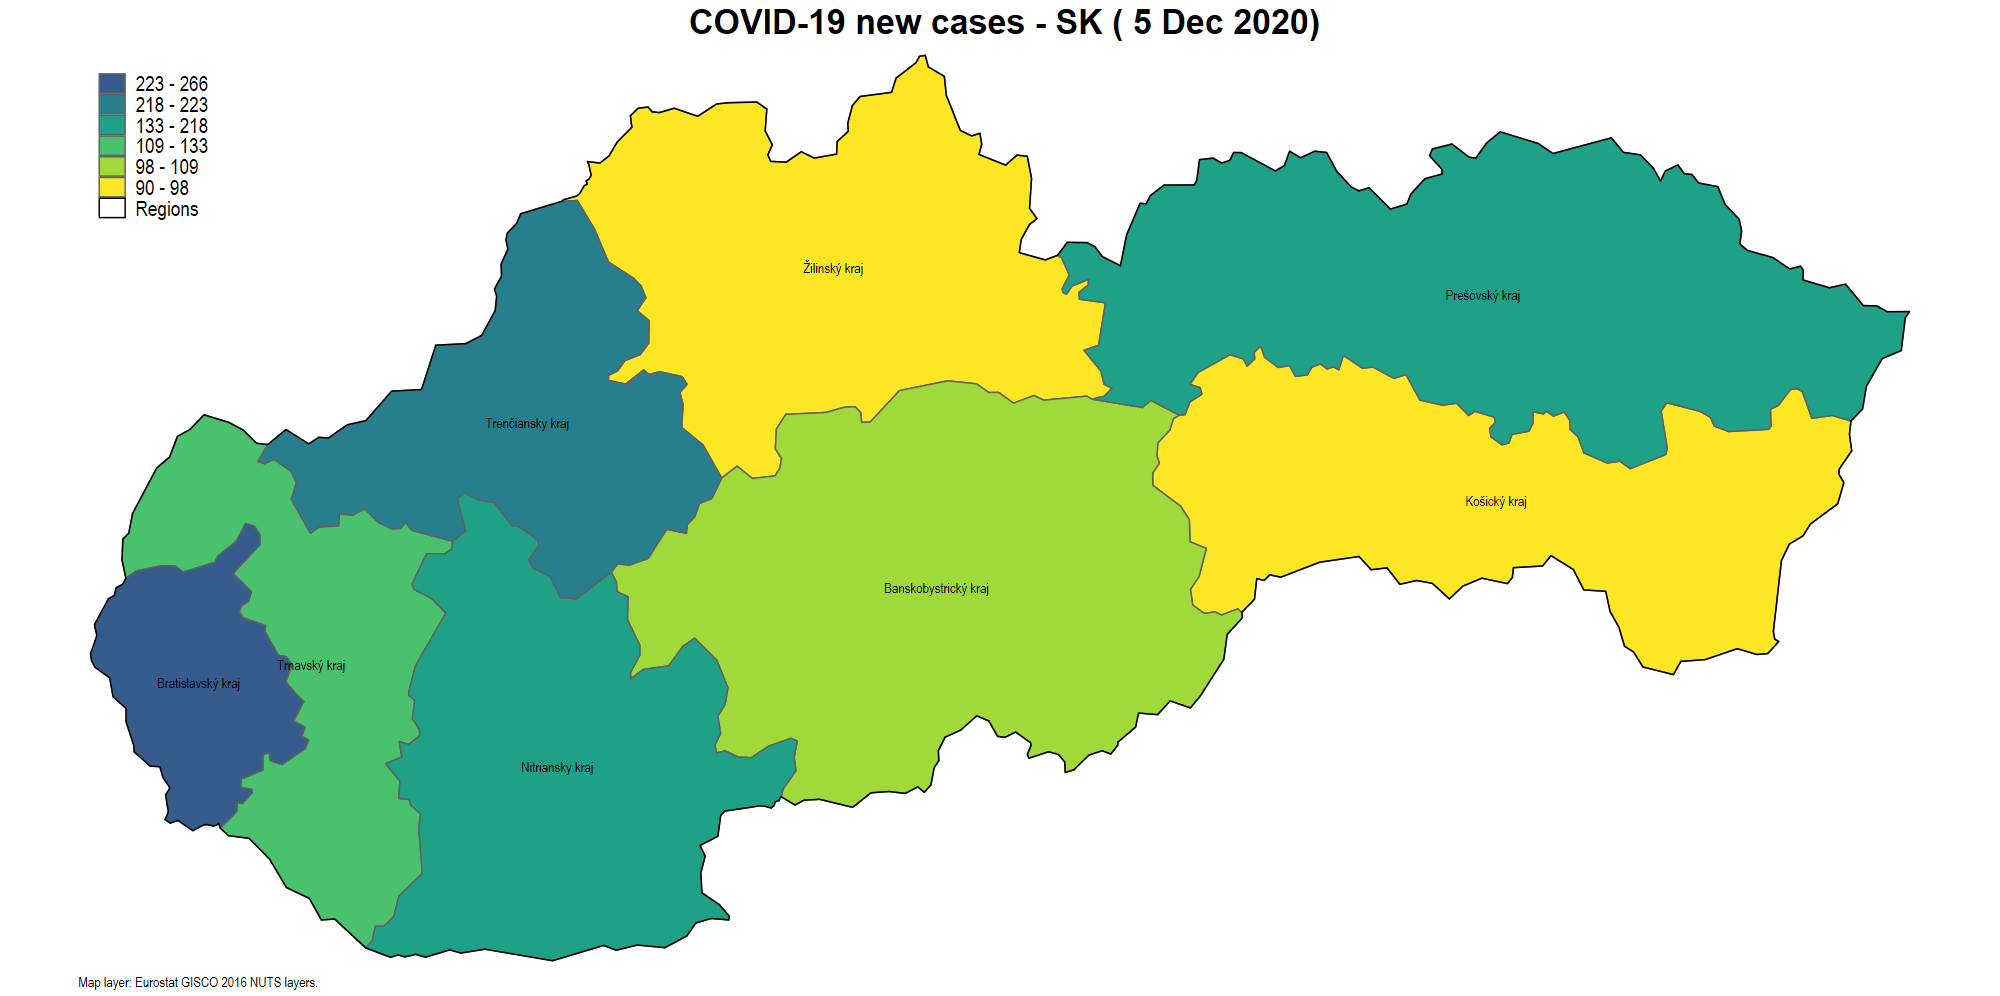 COVID-19 new cases - SK ( 5 Dec 2020)
223 - 266
218 - 223
133 - 218
109 - 133
98 - 109
90 - 98
Regions
Žilinský kraj
Prešovský kraj
Trenčiansky kraj
Košický kraj
Banskobystrický kraj
Trnavský kraj
Bratislavský kraj
Nitriansky kraj
Map layer: Eurostat GISCO 2016 NUTS layers.